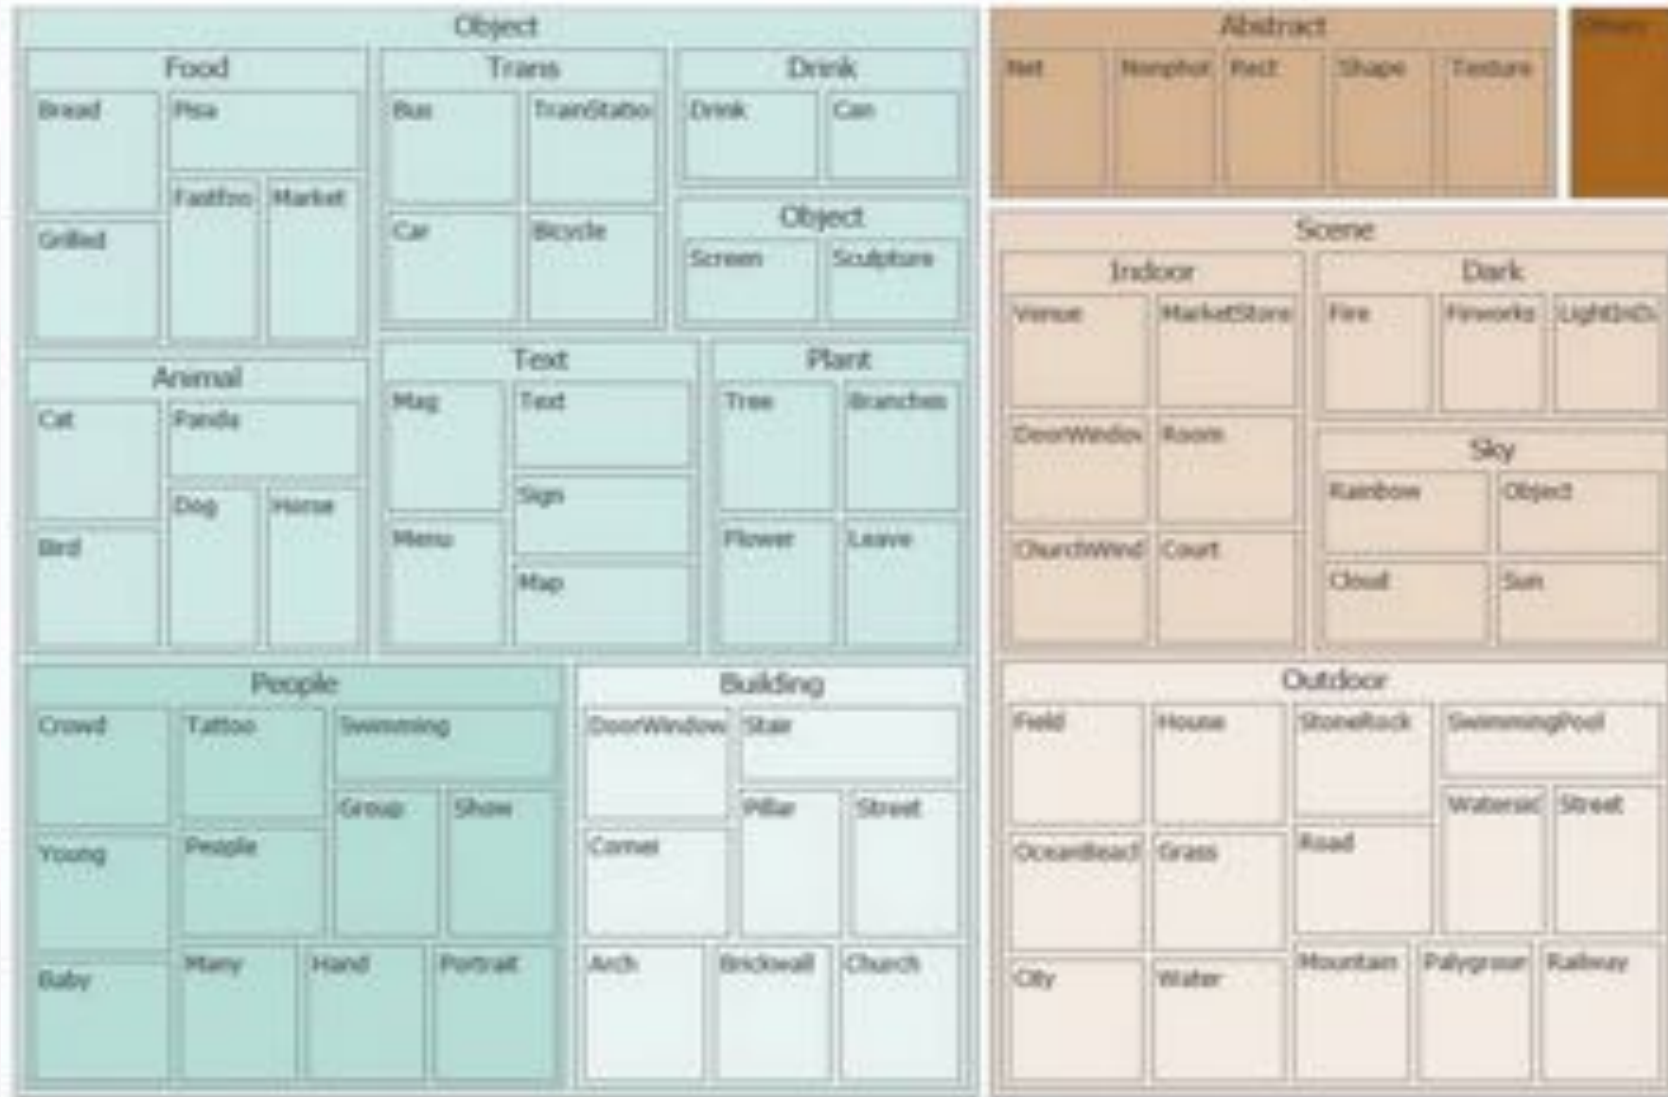 Object
Food
Bread
Pisa
Fastfoo
Market
Grilled
Trans
Bus
TrainStatio
Car
Bicycle
Drink
Drink
Can
Object
Screen
Sculpture
Animal
Cat
Panda
Dog
Horse
Bird
Text
Mag
Text
Sign
Menu
Map
Plant
Tree
Branches
Flower
Leave
People
Crowd
Tattoo
Swimming
Group
Show
Young
People
Baby
Many
Hand
Portrait
Building
DoorWindow
Stair
Pillar
Street
Corner
Arch
Brickwall
Church
Abstract
Net
Nonphot
Rect
Shape
Texture
Others
Scene
Indoor
Venue
MarketStore
DoorWindow
Room
ChurchWind
Court
Dark
Fire
Fireworks
LightInDa
Sky
Rainbow
Object
Cloud
Sun
Outdoor
Field
House
StoneRock
SwimmingPool
Watersid
Street
OceanBeach
Grass
Road
City
Water
Mountain
Palygroun
Railway